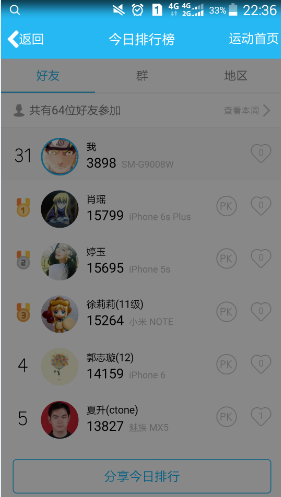 1 4G 4G 2G 33% 22:36
返回 今日排行榜 运动首页
好友 群 地区
共有64位好友参加 查看本周
31 我 0
3898 SM-G9006W
1 肖瑶 PK 0
15799 iPhone 6s Plus
2 婷玉 PK 0
15695 iPhone 5s
3 徐莉莉(11级) PK 0
15264 小米 NOTE
4 郭志璇(12) PK 0
14159 iPhone 6
5 夏升(ctone) PK 1
13827 魅族 MX5
分享今日排行